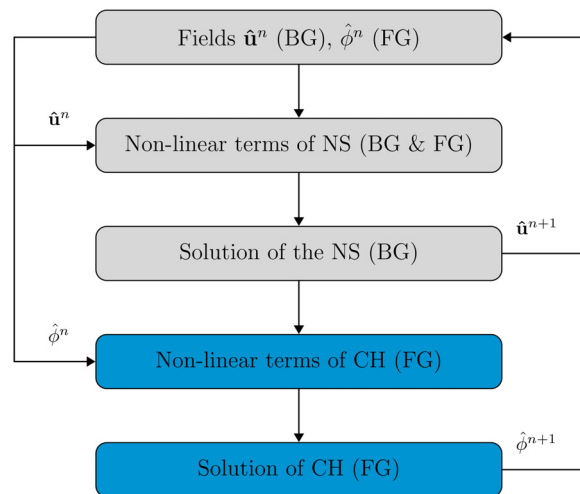 Fields û^n (BG), ϕ̂^n (FG)
û^n
Non-linear terms of NS (BG & FG)
Solution of the NS (BG)
û^{n+1}
ϕ̂^n
Non-linear terms of CH (FG)
ϕ̂^{n+1}
Solution of CH (FG)